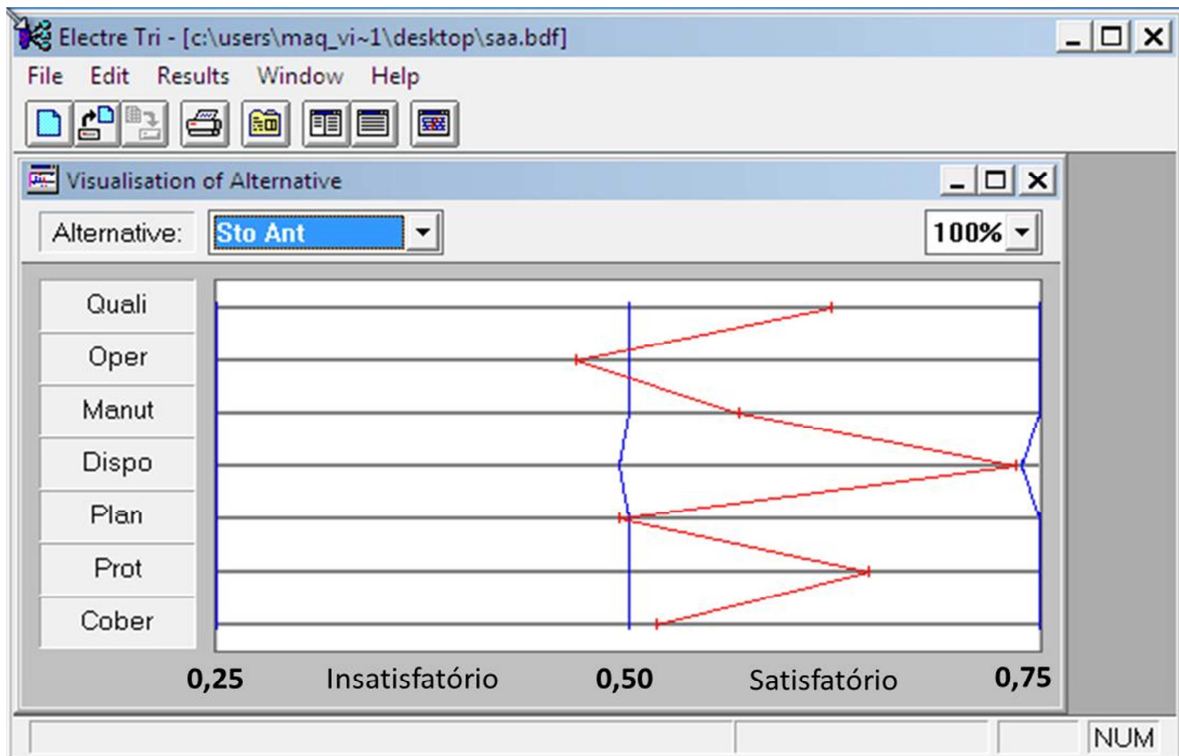 Electre Tri - [c:\users\maq_vi~1\desktop\saa.bdf]
File Edit Results Window Help
Visualisation of Alternative
Alternative: Sto Ant 100%
Quali
Oper
Manut
Dispo
Plan
Prot
Cober
0,25 Insatisfatório 0,50 Satisfatório 0,75
NUM